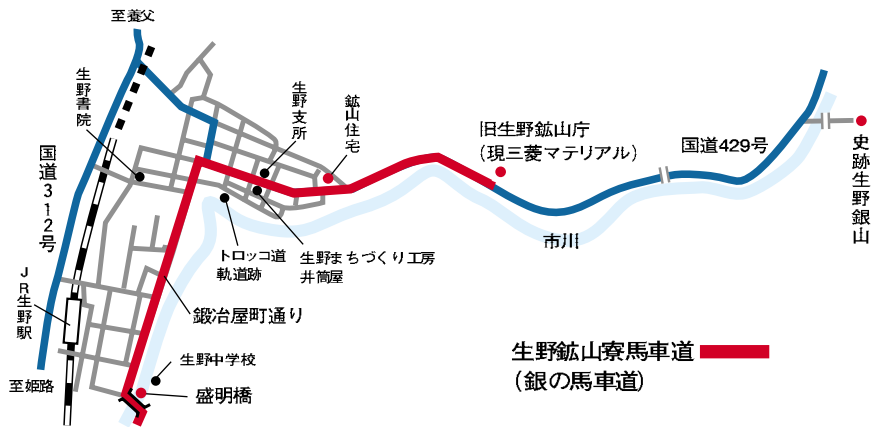 至養父
生野書院
生野支所
鉱山住宅
旧生野鉱山庁
（現三菱マテリアル）
国道429号
史跡生野銀山
国道312号
市川
トロッコ道
軌道跡
生野まちづくり工房
井筒屋
JR生野駅
鍛冶屋町通り
生野中学校
至姫路
盛明橋
生野鉱山寮馬車道
（銀の馬車道）